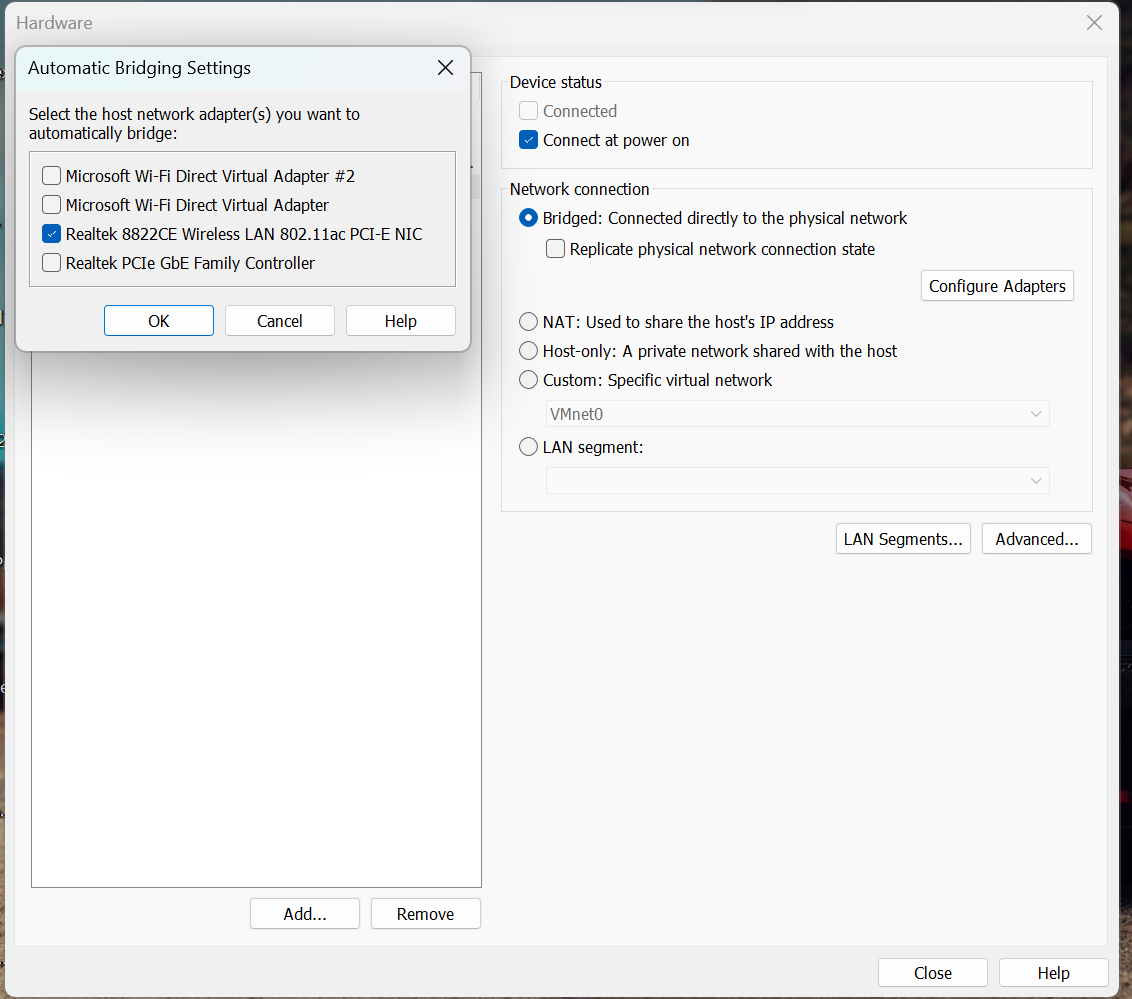 Hardware
Automatic Bridging Settings
Select the host network adapter(s) you want to
automatically bridge:
Microsoft Wi-Fi Direct Virtual Adapter #2
Microsoft Wi-Fi Direct Virtual Adapter
Realtek 8822CE Wireless LAN 802.11ac PCI-E NIC
Realtek PCIe GbE Family Controller
OK
Cancel
Help
Device status
Connected
Connect at power on
Network connection
Bridged: Connected directly to the physical network
Replicate physical network connection state
Configure Adapters
NAT: Used to share the host's IP address
Host-only: A private network shared with the host
Custom: Specific virtual network
VMnet0
LAN segment:
LAN Segments...
Advanced...
Add...
Remove
Close
Help